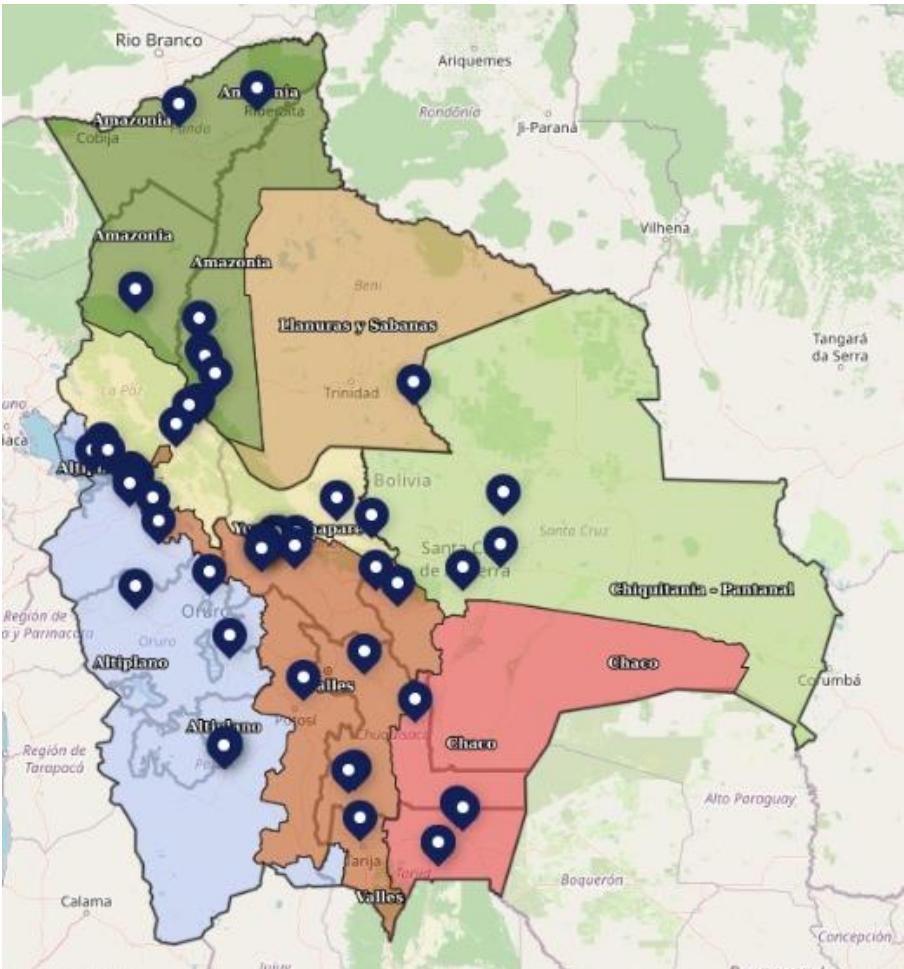 Rio Branco
Ariquemes
Amazonia
Riberalta
Amazonia
Pando
Rondônia
Cobija
Ji-Paraná
Vilhena
Amazonia
Amazonia
Beni
Llanuras y Sabanas
Tangará
da Serra
La Paz
Trinidad
Bolivia
Santa Cruz
Chiquitania - Pantanal
Oruro
Región de
Oruro
Altiplano
Chaco
Corumbá
Valles
Potosí
Altiplano
Chuquisaca
Chaco
Región de
Tarapacá
Alto Paraguay
Tarija
Boquerón
Valles
Calama
Concepción
Jujuy